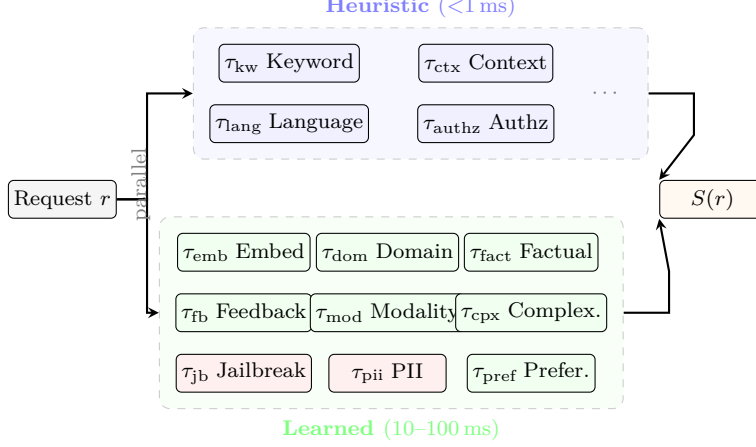 Heuristic (<1 ms)
τkw Keyword
τctx Context
τlang Language
τauthz Authz
...
parallel
Request r
S(r)
τemb Embed
τdom Domain
τfact Factual
τfb Feedback
τmod Modality
τcpx Complex.
τjb Jailbreak
τpii PII
τpref Prefer.
Learned (10–100 ms)